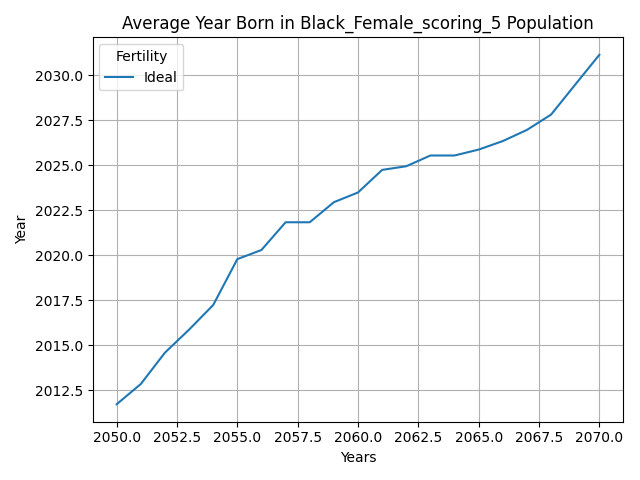 Average Year Born in Black_Female_scoring_5 Population
Fertility
Ideal
2030.0
2027.5
2025.0
2022.5
2020.0
2017.5
2015.0
2012.5
Year
2050.0 2052.5 2055.0 2057.5 2060.0 2062.5 2065.0 2067.5 2070.0
Years